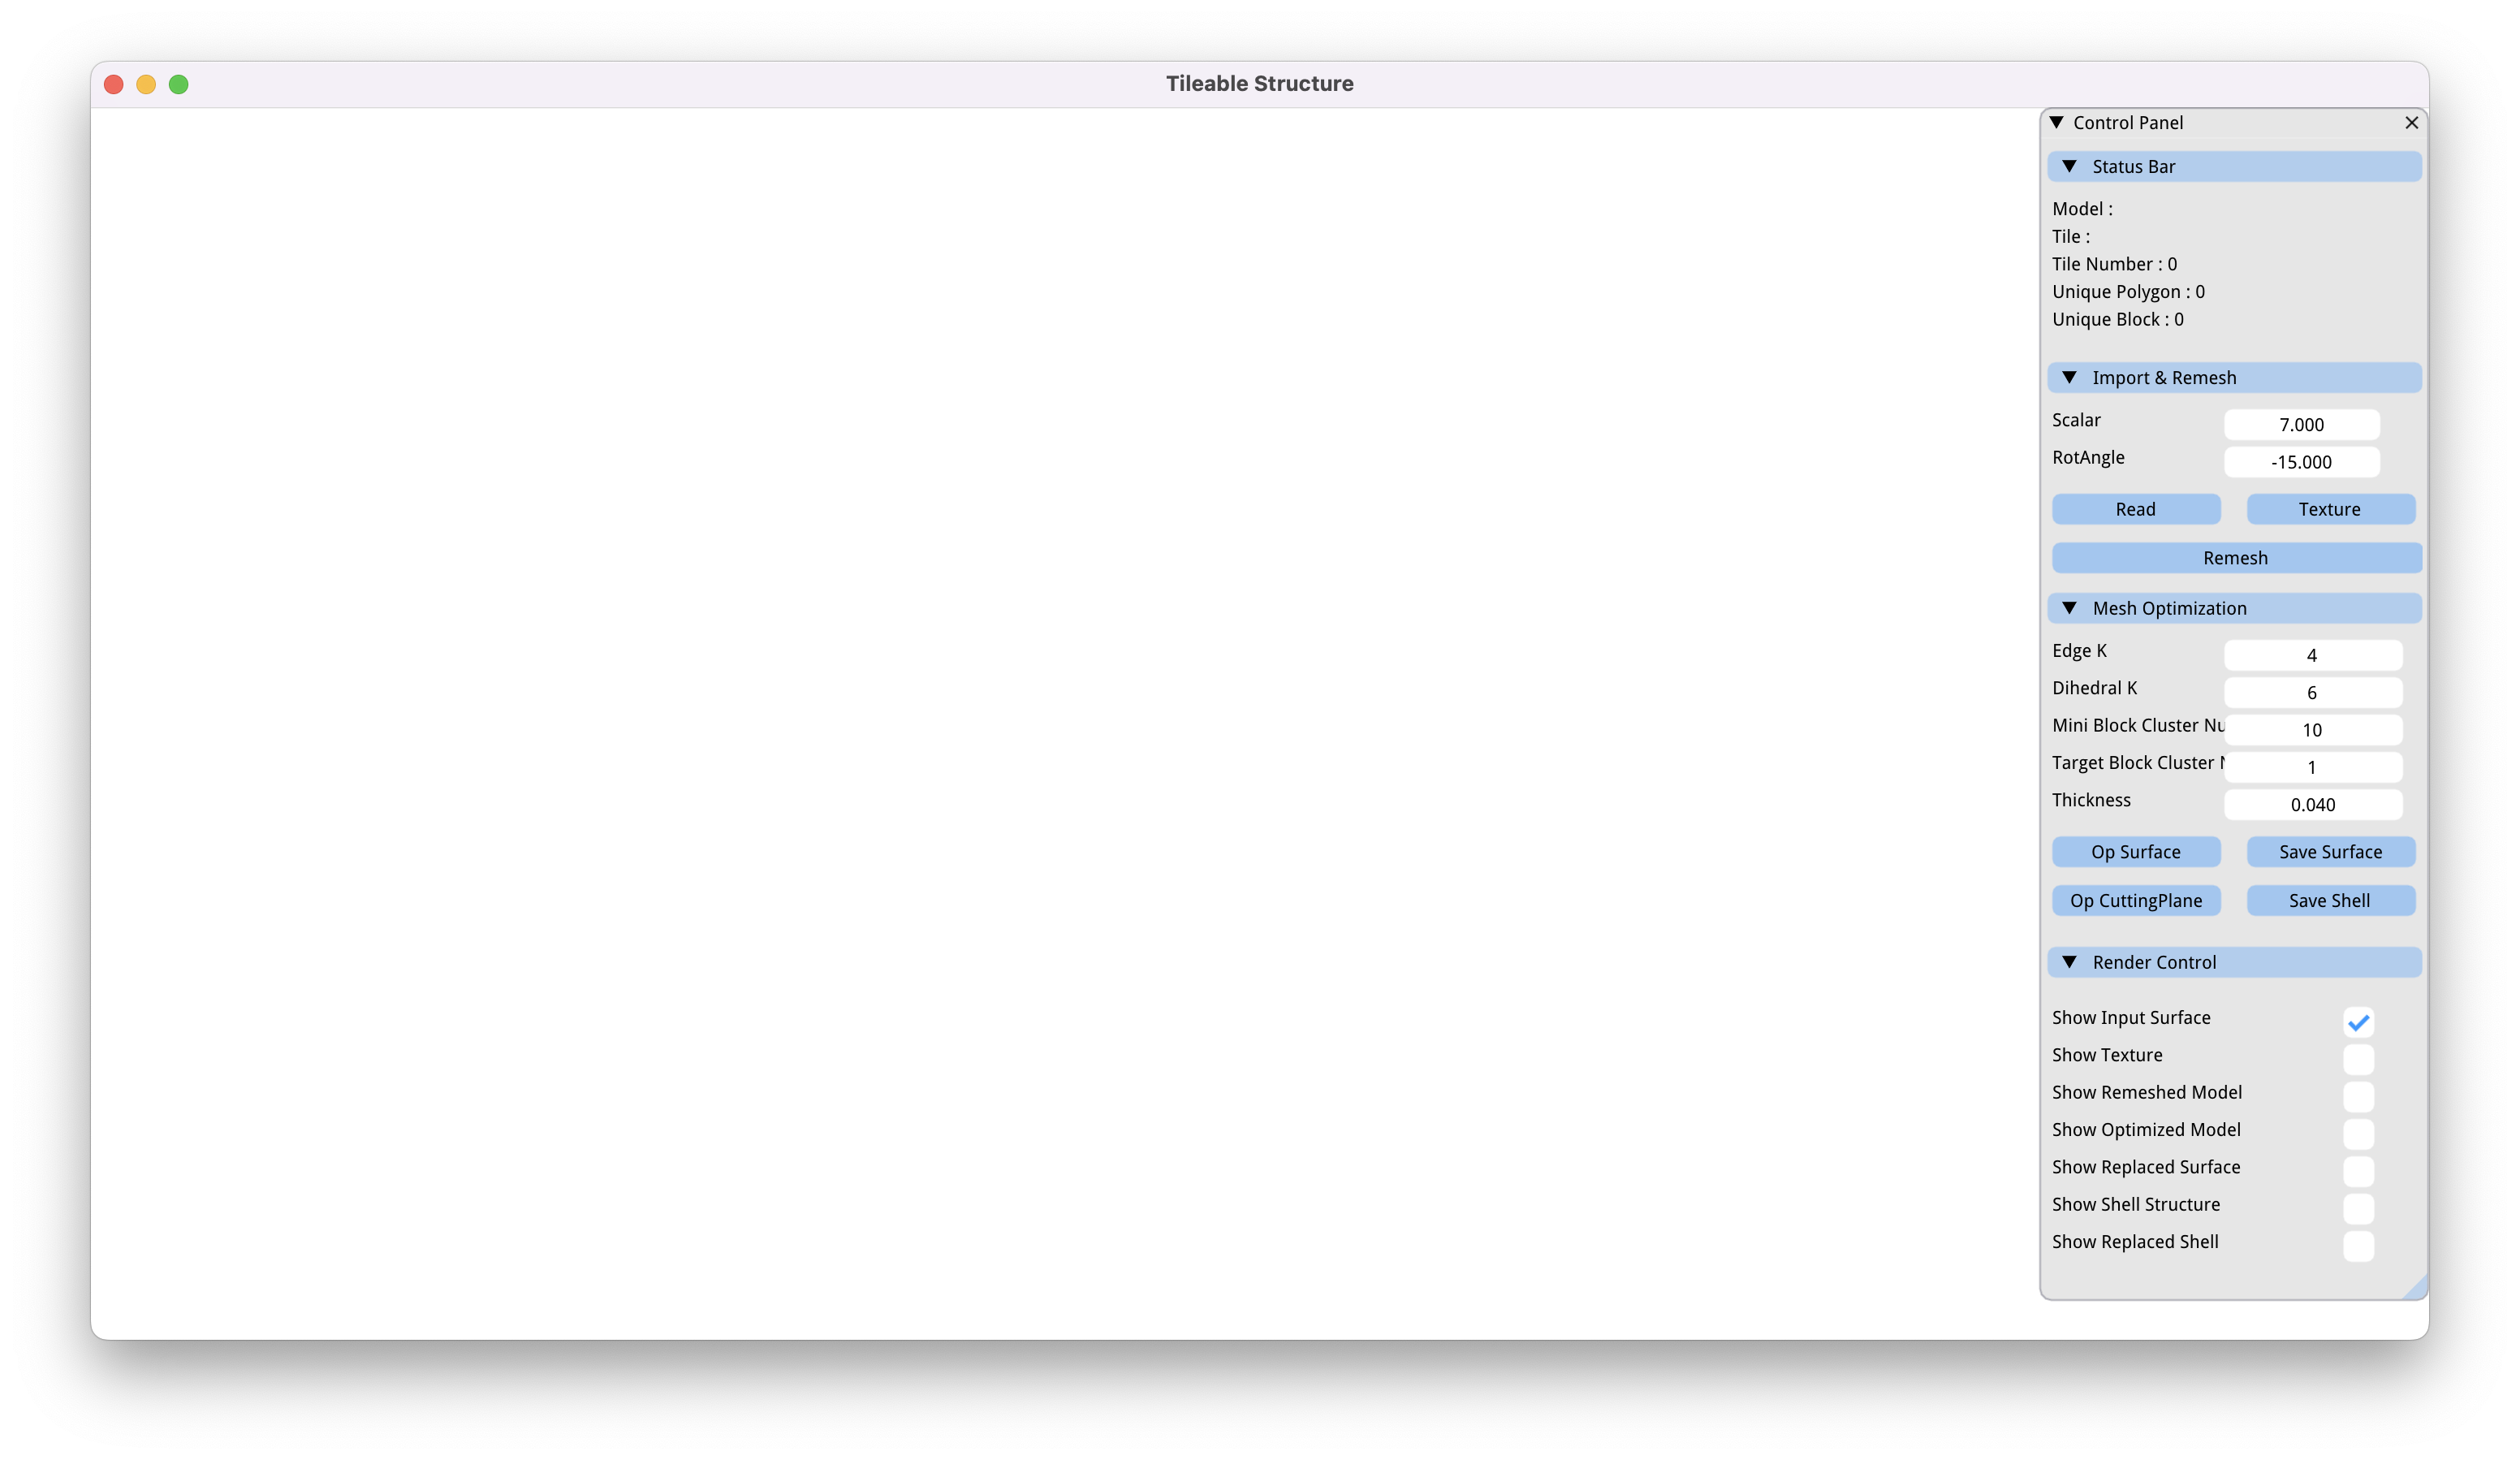 Tileable Structure
Control Panel
Status Bar
Model :
Tile :
Tile Number : 0
Unique Polygon : 0
Unique Block : 0
Import & Remesh
Scalar 7.000
RotAngle -15.000
Read Texture
Remesh
Mesh Optimization
Edge K 4
Dihedral K 6
Mini Block Cluster Nu 10
Target Block Cluster 1
Thickness 0.040
Op Surface Save Surface
Op CuttingPlane Save Shell
Render Control
Show Input Surface
Show Texture
Show Remeshed Model
Show Optimized Model
Show Replaced Surface
Show Shell Structure
Show Replaced Shell